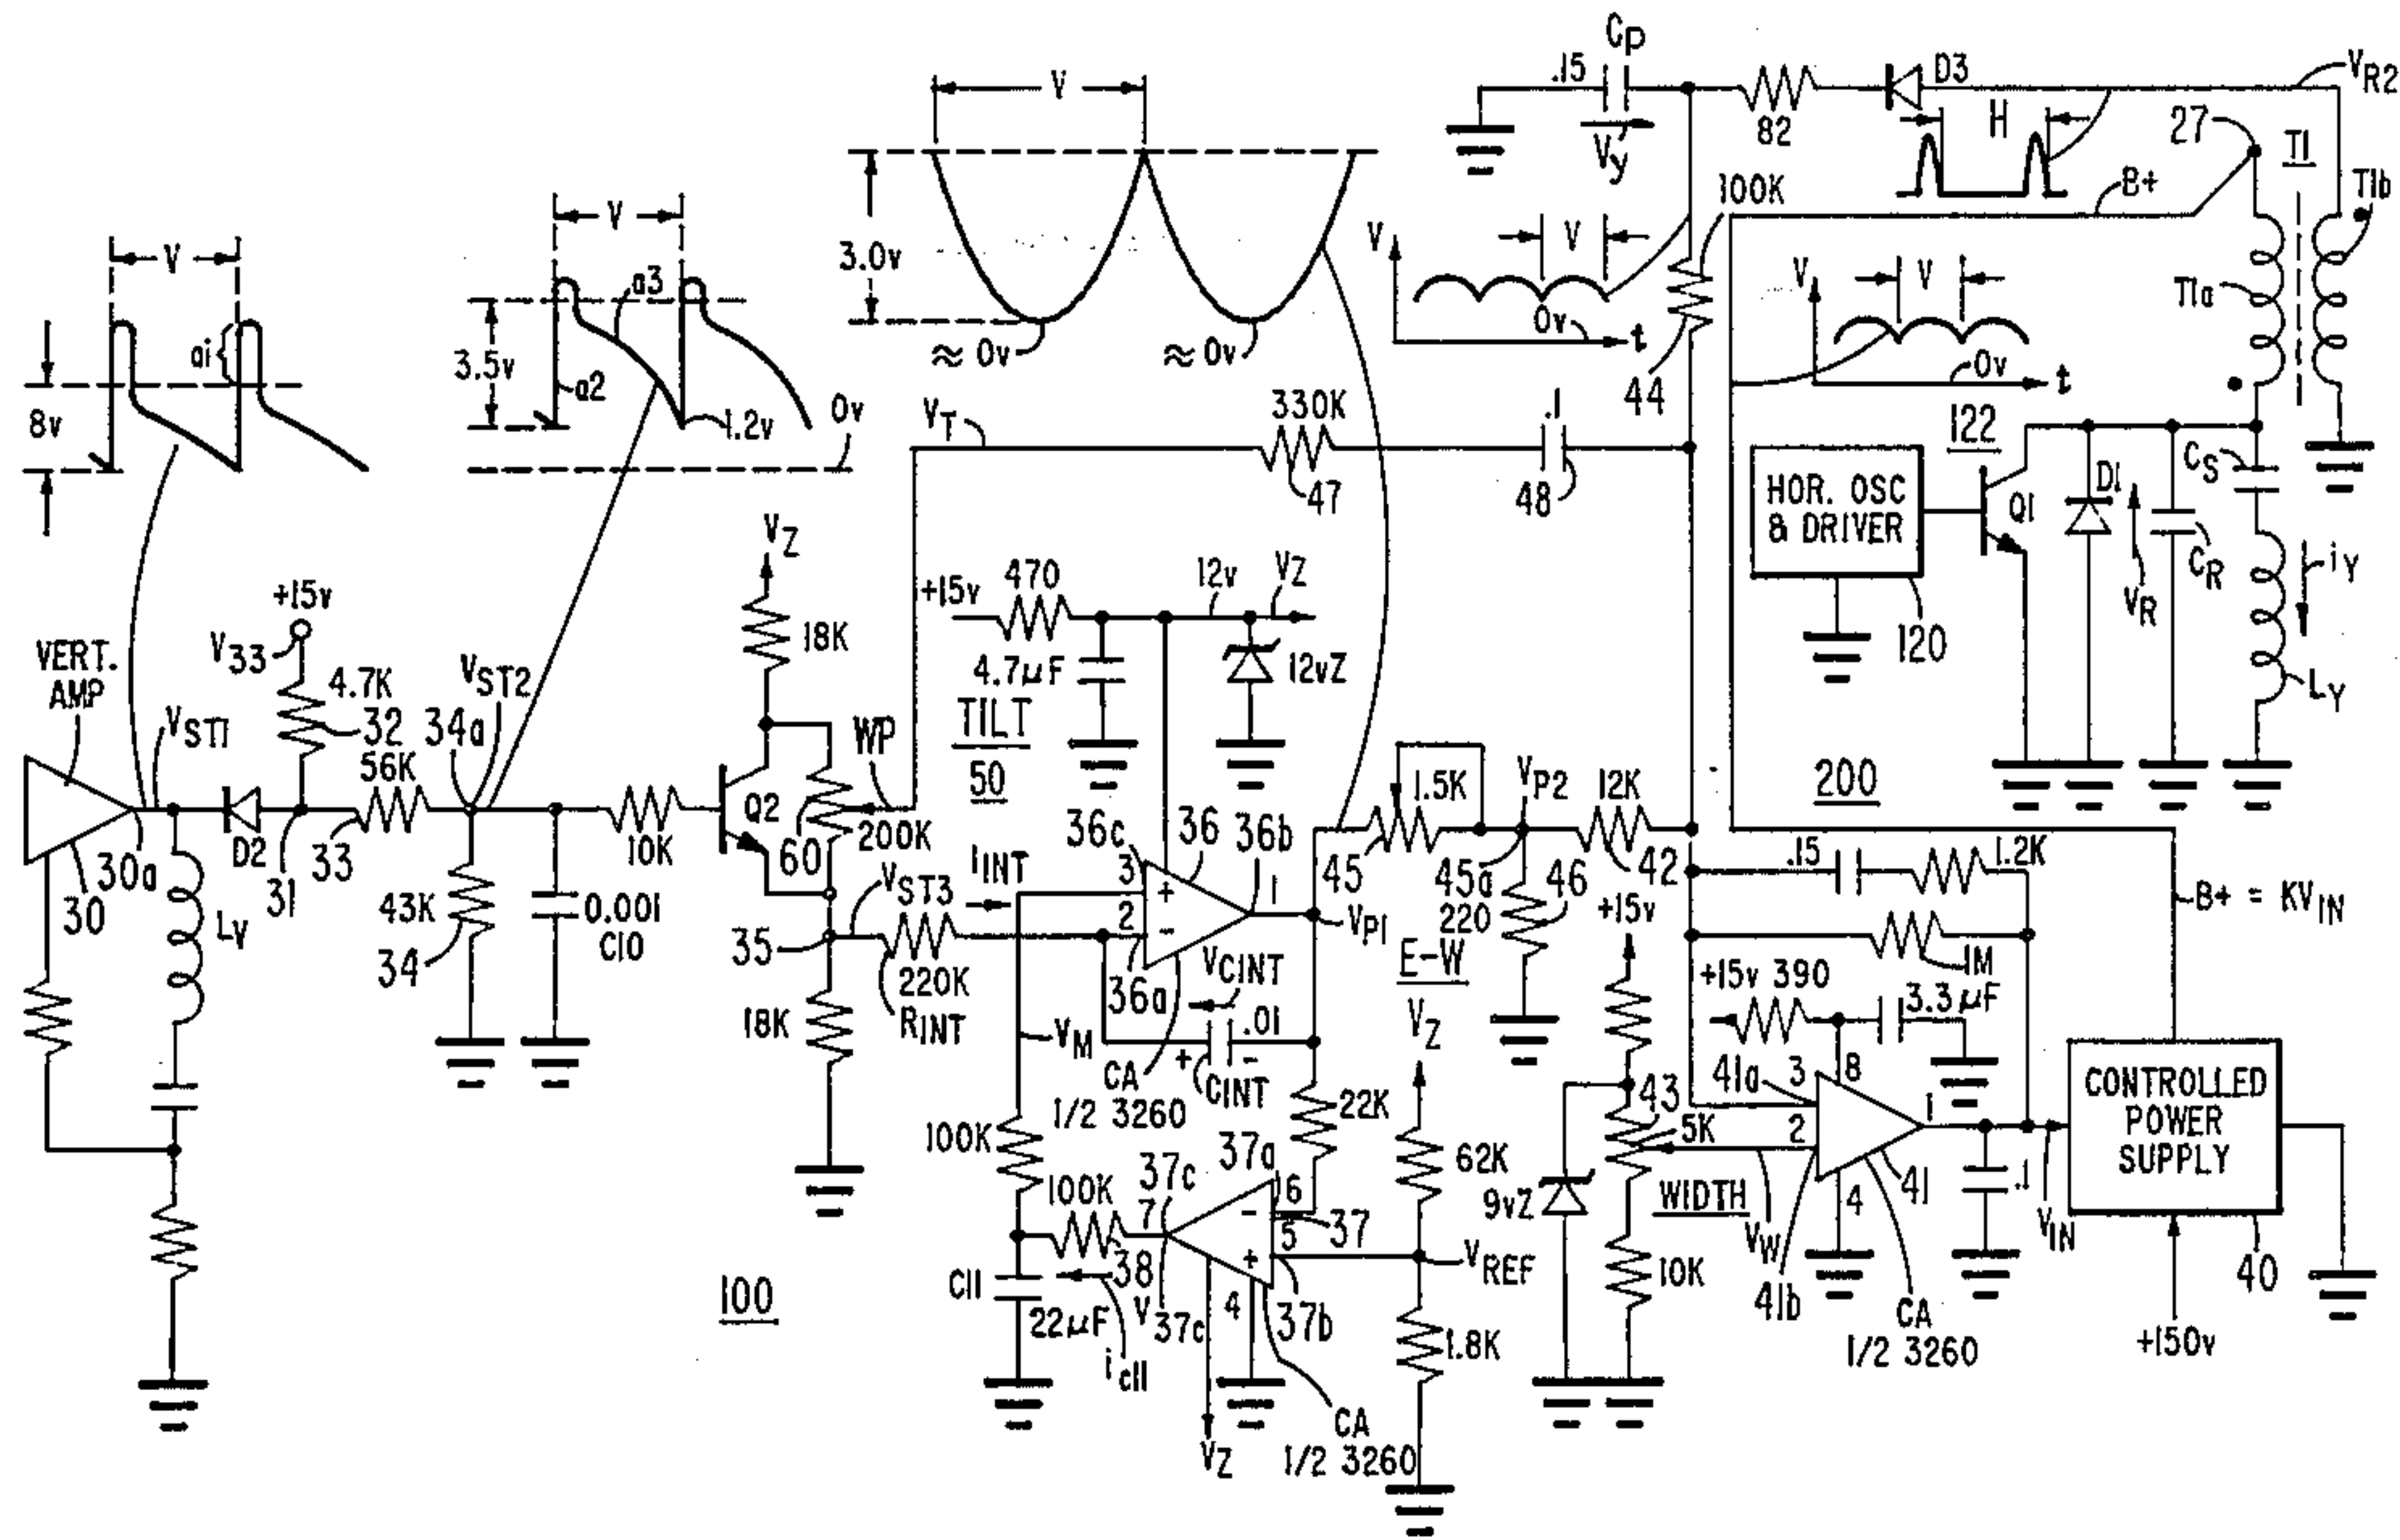 Cp
.15
Vy
82
D3
VR2
H
27
T1
T1b
B+
100K
V
3.0v
≈ 0v
≈ 0v
V
V
0v
t
44
V
V
0v
t
T1a
V
a1
8v
V
a3
3.5v
a2
1.2v
0v
VT
330K
47
.1
48
122
HOR. OSC
& DRIVER
120
Q1
D1
VR
CR
CS
iY
LY
VZ
18K
+15v
470
12v
VZ
4.7µF
12vZ
TILT
50
+15v
V33
4.7K
32
VERT.
AMP
VST1
30a
30
LV
D2
31
56K
33
VST2
34a
43K
34
0.001
C10
10K
Q2
60
WP
200K
VST3
35
220K
RINT
18K
iINT
36c
36
36b
3
+
2
-
1
36a
VP1
VCINT
+
.01
-
CINT
VM
CA
1/2 3260
1.5K
45
45a
VP2
12K
42
220
46
E-W
VZ
22K
62K
1.8K
VREF
100K
100K
38
37c
7
37a
6
-
5
+
37
37b
4
37c
V
C11
22µF
ic11
VZ
CA
1/2 3260
100
200
.15
1.2K
1M
B+ = KVIN
+15v
+15v 390
3.3µF
43
5K
9vZ
WIDTH
10K
VW
41a
3
8
2
1
4
41
41b
CA
1/2 3260
.1
VIN
CONTROLLED
POWER
SUPPLY
40
+150v